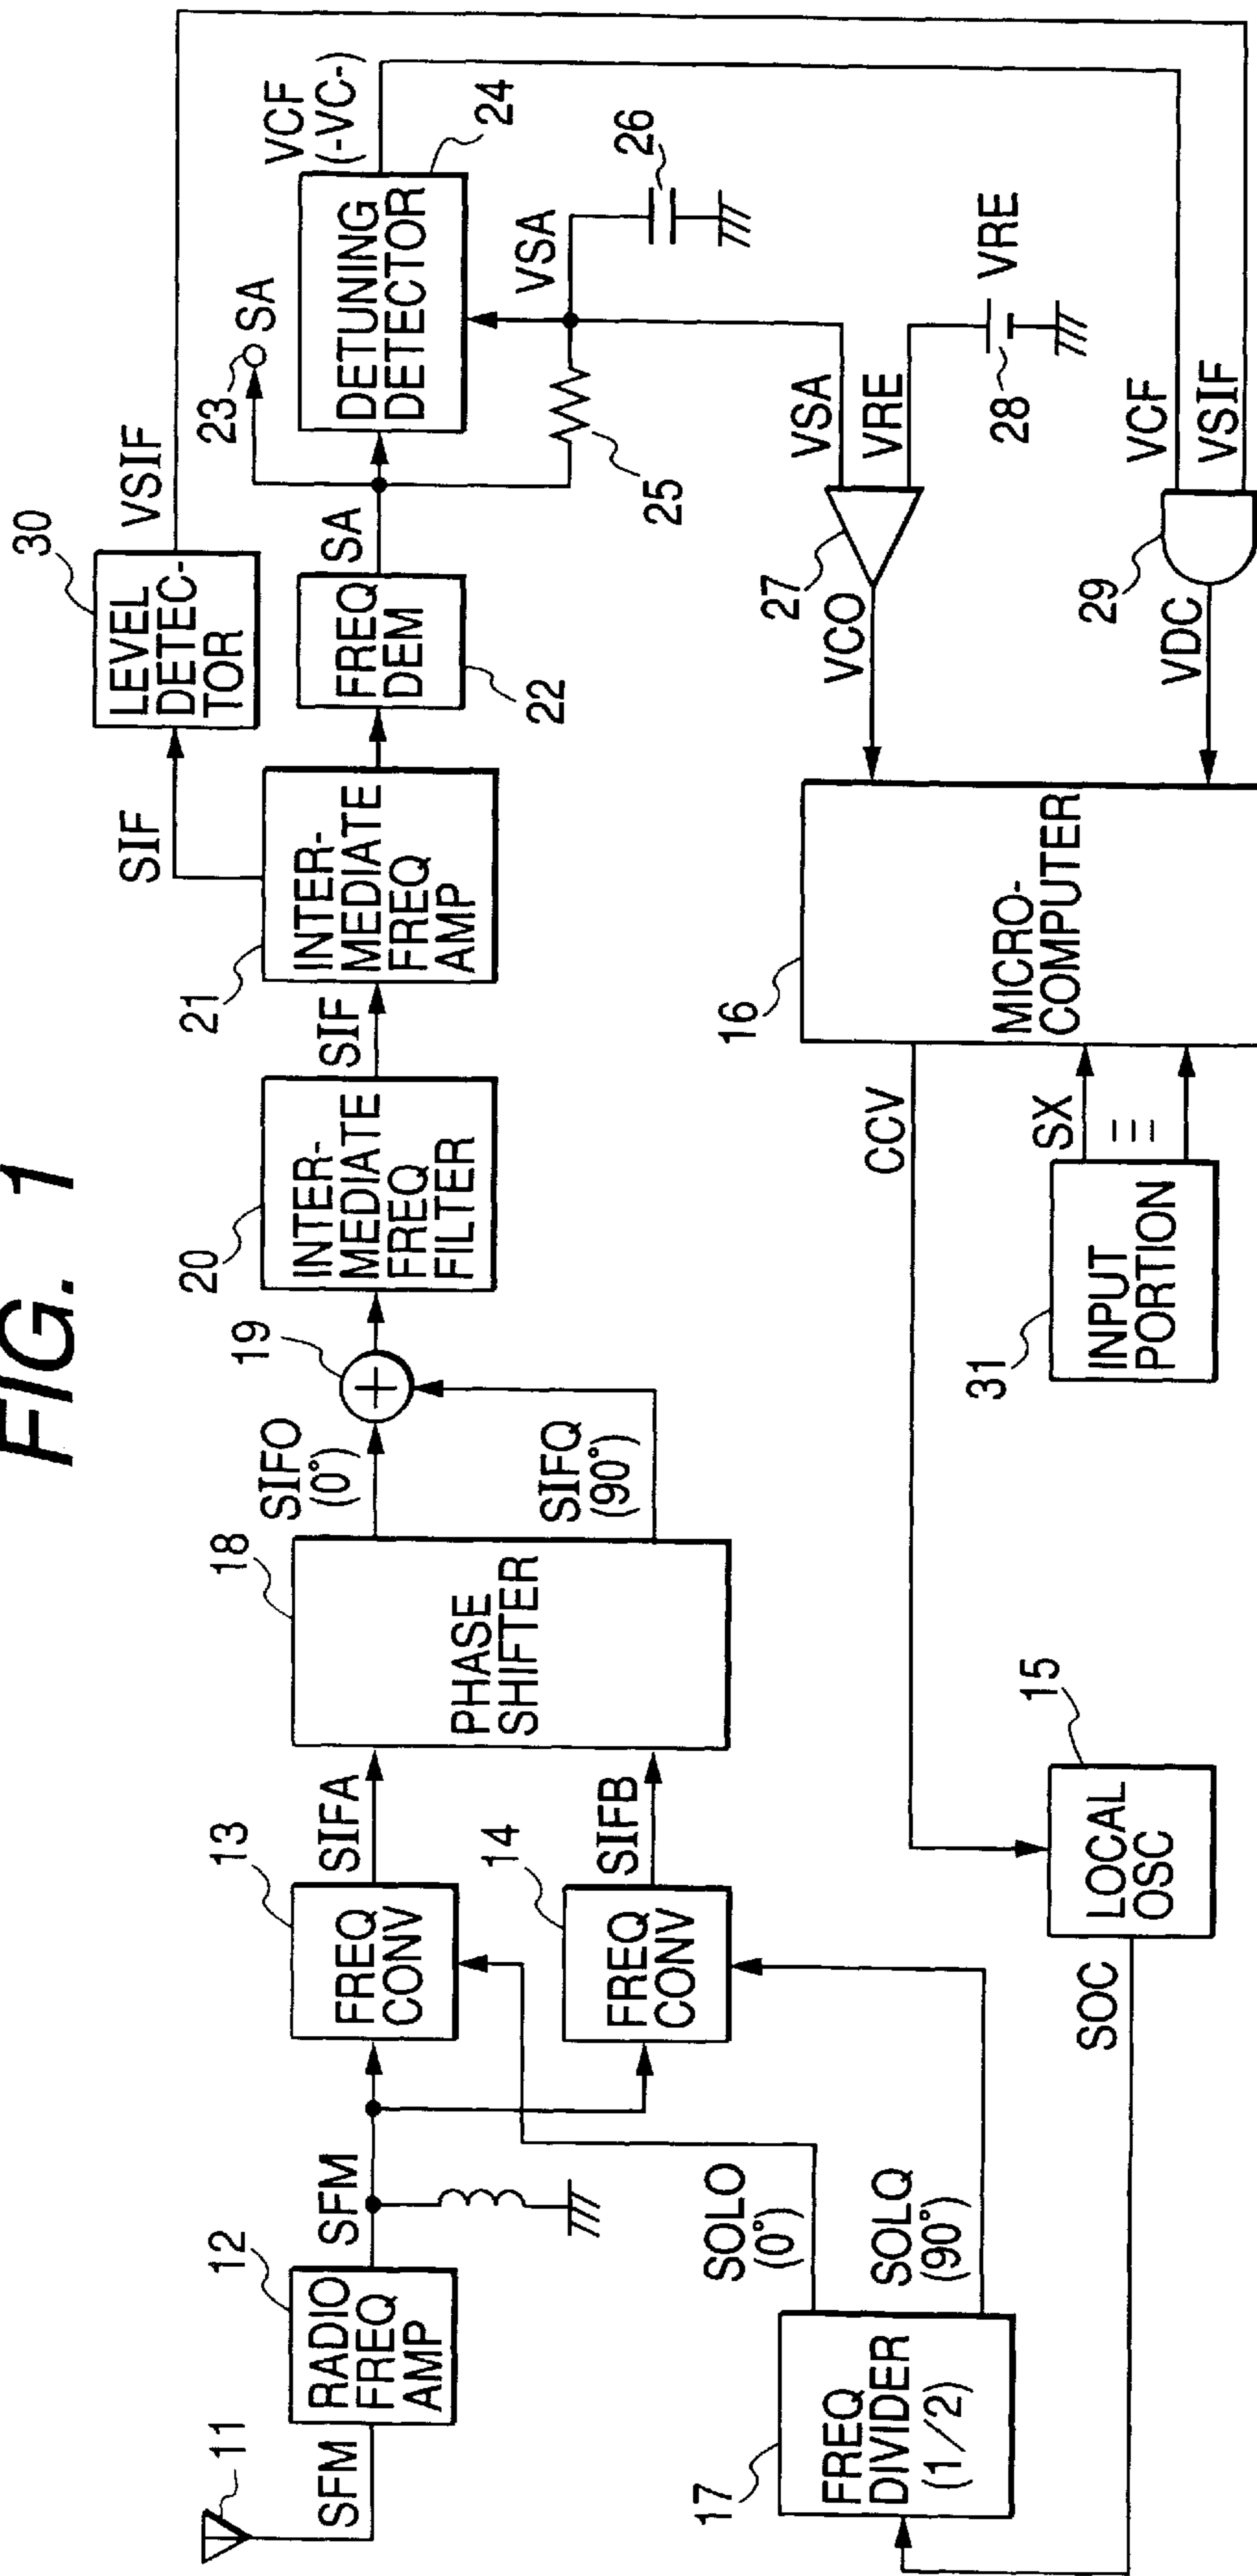 FIG. 1
11
SFM
12
RADIO
FREQ
AMP
SFM
13
FREQ
CONV
SIFA
14
FREQ
CONV
SIFB
18
PHASE
SHIFTER
SIFO
(0°)
SIFQ
(90°)
19
20
INTER-
MEDIATE
FREQ
FILTER
SIF
21
INTER-
MEDIATE
FREQ
AMP
SIF
30
LEVEL
DETEC-
TOR
VSIF
FREQ
DEM
22
SA
23
SA
DETUNING
DETECTOR
24
VCF
(-VC-)
25
VSA
26
17
FREQ
DIVIDER
(1/2)
SOLO
(0°)
SOLQ
(90°)
SOC
LOCAL
OSC
15
CCV
31
INPUT
PORTION
SX
16
MICRO-
COMPUTER
VCO
27
VSA
VRE
28
VRE
VDC
29
VCF
VSIF